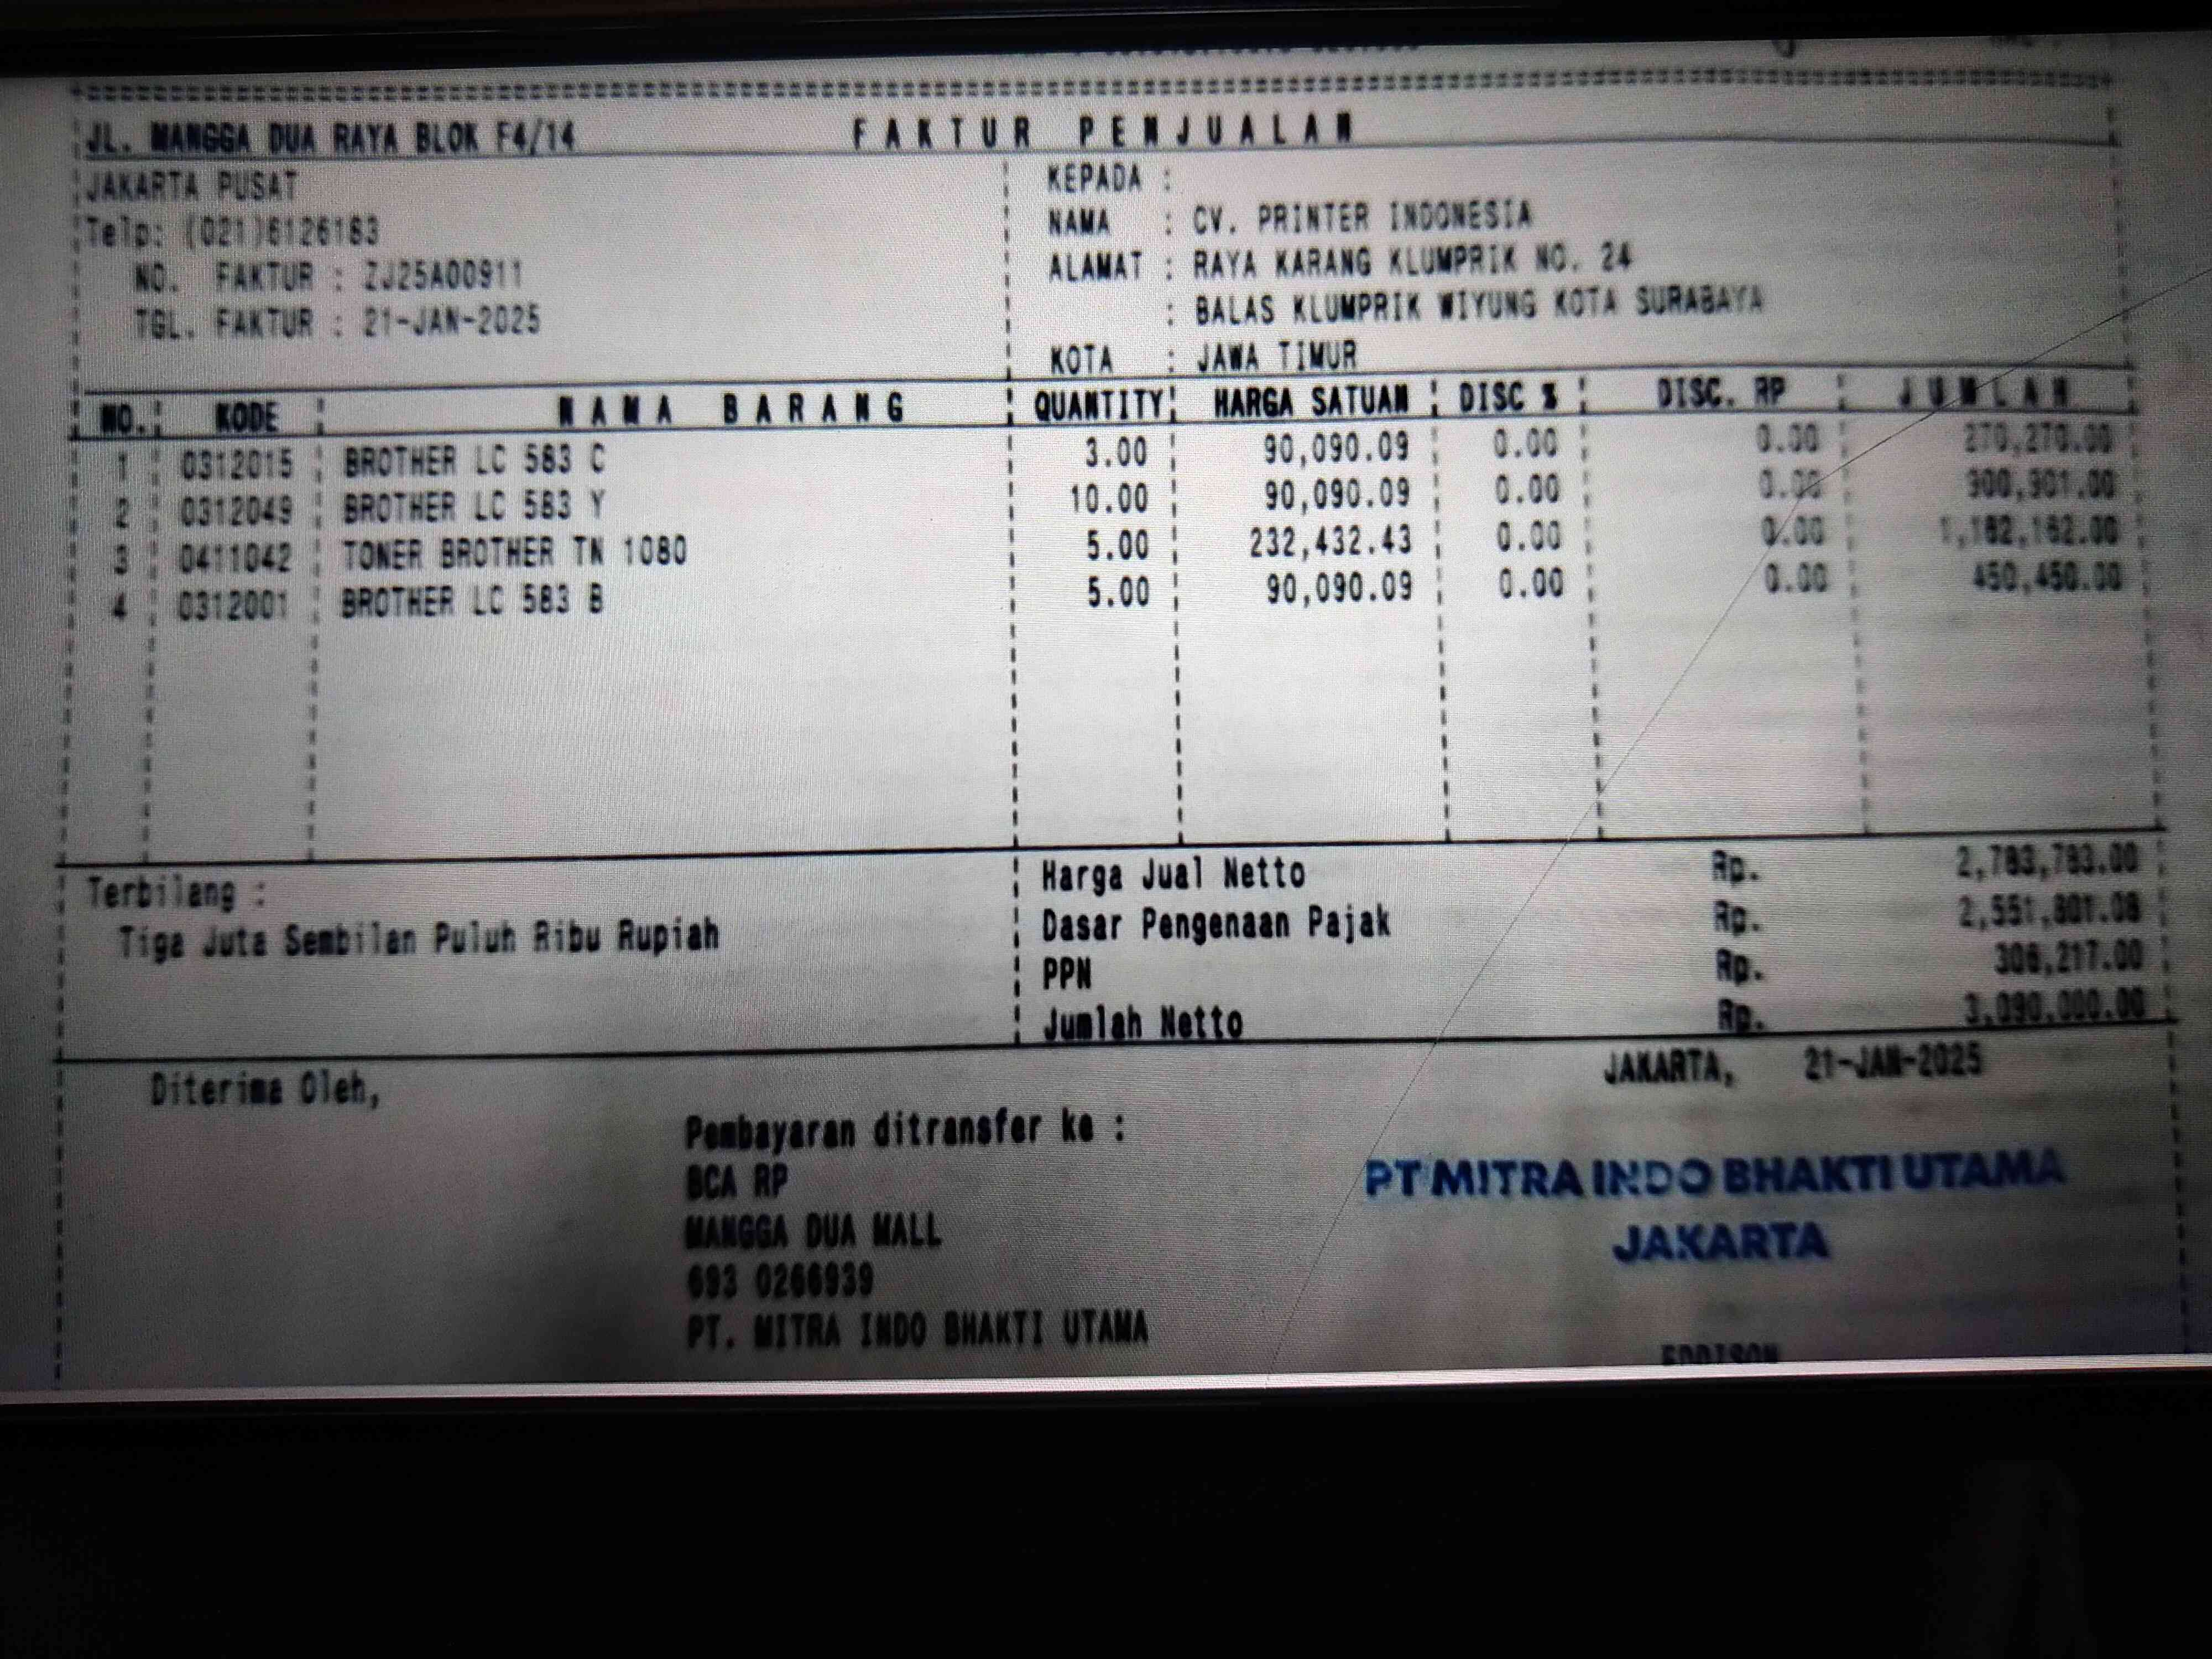 JL. MANGGA DUA RAYA BLOK F4/14 FAKTUR PENJUALAN
JAKARTA PUSAT
Telp: (021)6126183
NO. FAKTUR : ZJ25A00911
TGL. FAKTUR : 21-JAN-2025
KEPADA :
NAMA : CV. PRINTER INDONESIA
ALAMAT : RAYA KARANG KLUMPRIK NO. 24
: BALAS KLUMPRIK WIYUNG KOTA SURABAYA
KOTA : JAWA TIMUR
NO. KODE NAMA BARANG QUANTITY HARGA SATUAN DISC % DISC. RP JUMLAH
1 0312015 BROTHER LC 583 C 3.00 90,090.09 0.00 0.00 270,270.00
2 0312049 BROTHER LC 583 Y 10.00 90,090.09 0.00 0.00 900,901.00
3 0411042 TONER BROTHER TN 1080 5.00 232,432.43 0.00 0.00 1,162,162.00
4 0312001 BROTHER LC 583 B 5.00 90,090.09 0.00 0.00 450,450.00
Terbilang :
Tiga Juta Sembilan Puluh Ribu Rupiah
Harga Jual Netto Rp. 2,783,783.00
Dasar Pengenaan Pajak Rp. 2,551,801.08
PPN Rp. 306,217.00
Jumlah Netto Rp. 3,090,000.00
Diterima Oleh,
JAKARTA, 21-JAN-2025
Pembayaran ditransfer ke :
BCA RP
MANGGA DUA MALL
693 0266939
PT. MITRA INDO BHAKTI UTAMA
PT MITRA INDO BHAKTI UTAMA
JAKARTA
EDDISON